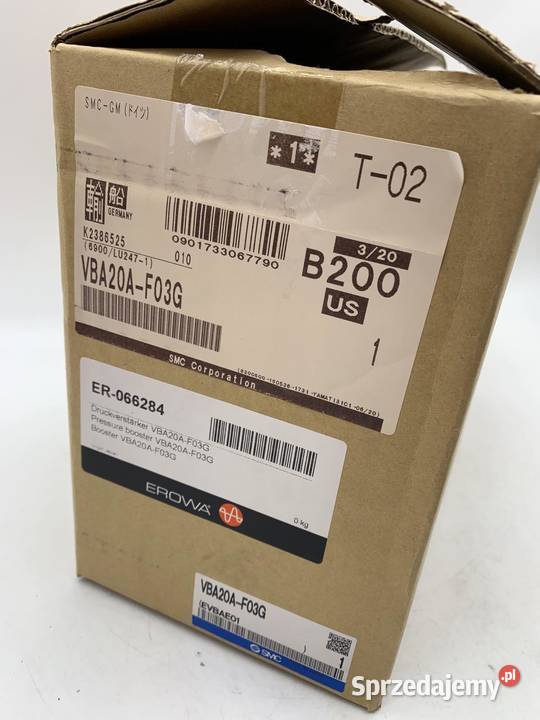 SMC-GM(ドイツ)
*1*
T-02
輸 船
GERMANY
K2386525
(6900/LU247-1)
010
0901733067790
3/20
B200
US
VBA20A-F03G
1
SMC Corporation
ER-066284
Druckverstärker VBA20A-F03G
Pressure booster VBA20A-F03G
Booster VBA20A-F03G
EROWA
0 kg
VBA20A-F03G
(EVBAE01 )
1
SMC
Sprzedajemy.pl